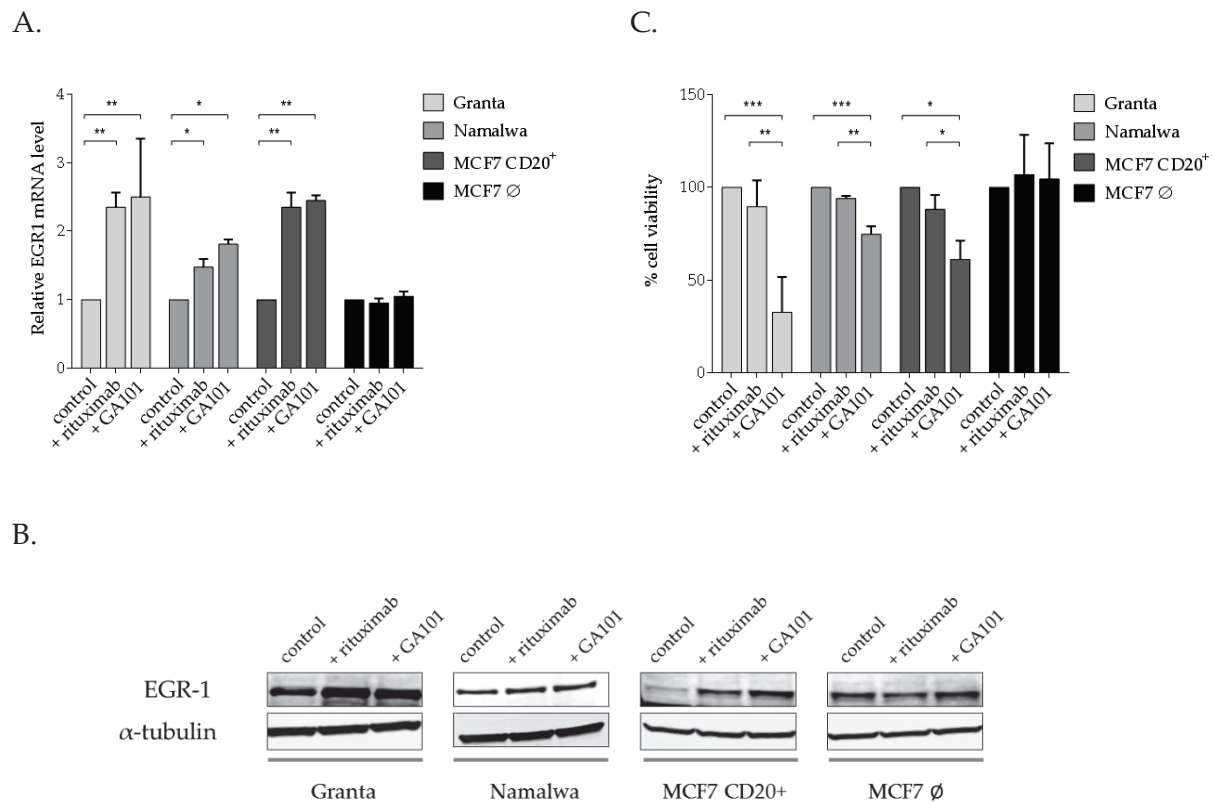 A.
Relative EGR1 mRNA level
4
3
2
1
0
** ** * * ** **
control + rituximab + GA101 control + rituximab + GA101 control + rituximab + GA101 control + rituximab + GA101
Granta
Namalwa
MCF7 CD20+
MCF7 ∅
C.
% cell viability
150
100
50
0
*** ** *** ** * *
control + rituximab + GA101 control + rituximab + GA101 control + rituximab + GA101 control + rituximab + GA101
Granta
Namalwa
MCF7 CD20+
MCF7 ∅
B.
control + rituximab + GA101 control + rituximab + GA101 control + rituximab + GA101 control + rituximab + GA101
EGR-1
α-tubulin
Granta Namalwa MCF7 CD20+ MCF7 ∅